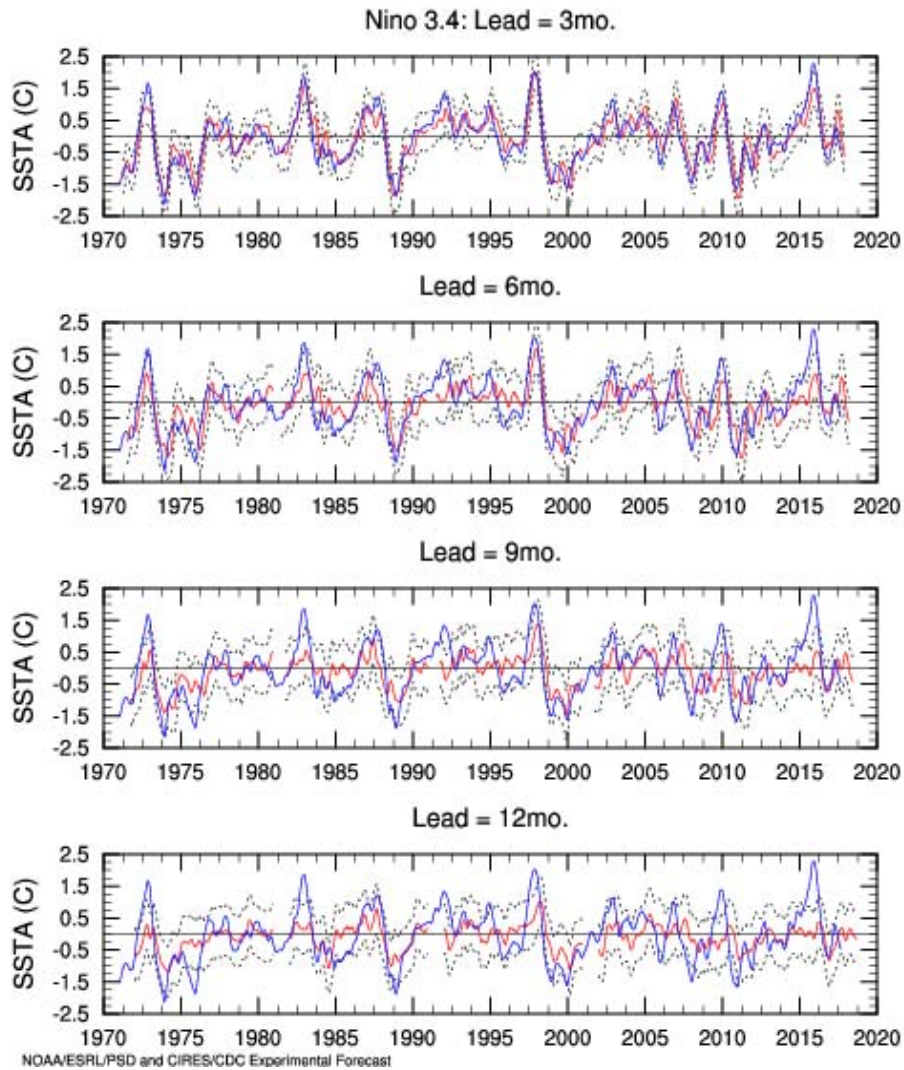 Nino 3.4: Lead = 3mo.
SSTA (C)
2.5
1.5
0.5
-0.5
-1.5
-2.5
1970 1975 1980 1985 1990 1995 2000 2005 2010 2015 2020
Lead = 6mo.
SSTA (C)
2.5
1.5
0.5
-0.5
-1.5
-2.5
1970 1975 1980 1985 1990 1995 2000 2005 2010 2015 2020
Lead = 9mo.
SSTA (C)
2.5
1.5
0.5
-0.5
-1.5
-2.5
1970 1975 1980 1985 1990 1995 2000 2005 2010 2015 2020
Lead = 12mo.
SSTA (C)
2.5
1.5
0.5
-0.5
-1.5
-2.5
1970 1975 1980 1985 1990 1995 2000 2005 2010 2015 2020
NOAA/ESRL/PSD and CIRES/CDC Experimental Forecast